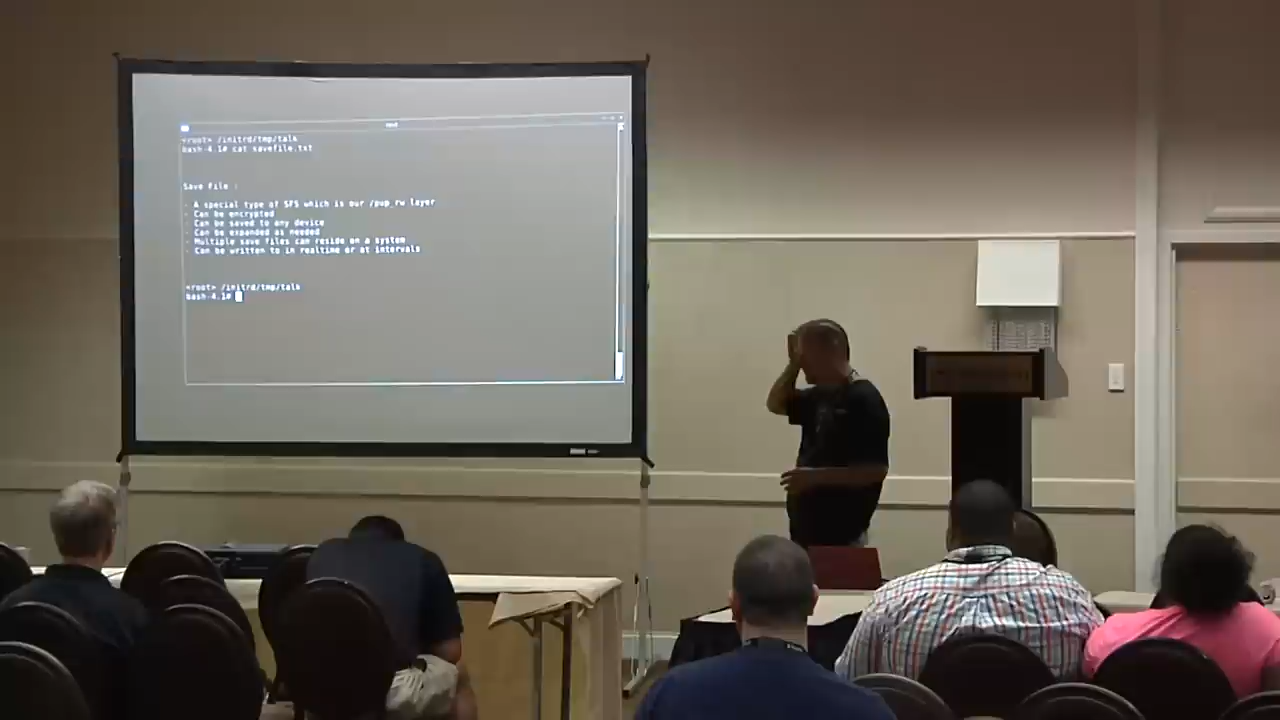 <root> /initrd/tmp/talk
bash-4.1# cat savefile.txt
Save File :
- A special type of SFS which is our /pup_rw layer
- Can be encrypted
- Can be saved to any device
- Can be expanded as needed
- Multiple save files can reside on a system
- Can be written to in realtime or at intervals
<root> /initrd/tmp/talk
bash-4.1#